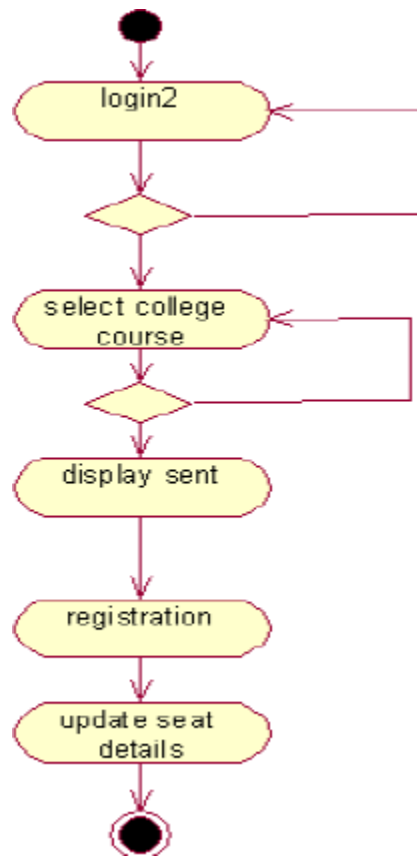 login2
select college
course
display sent
registration
update seat
details